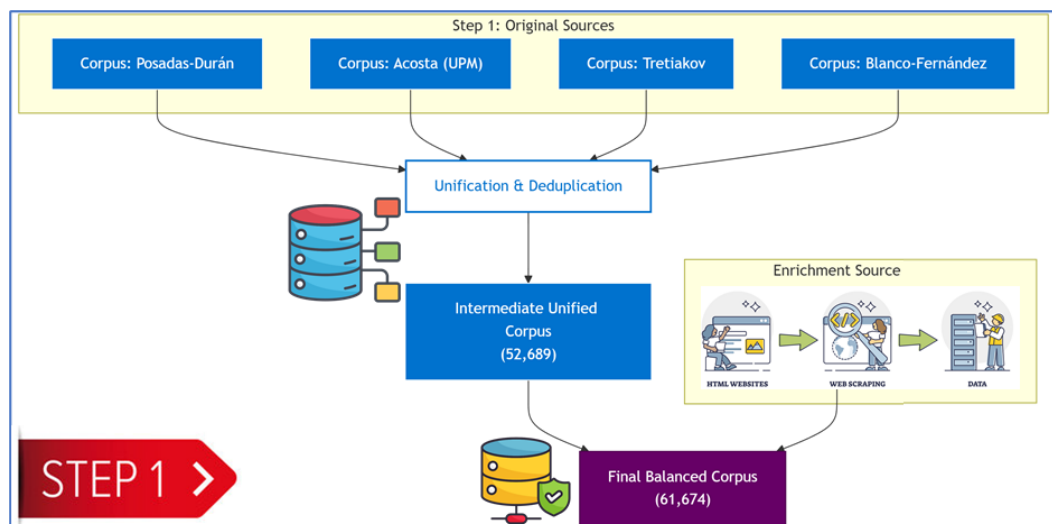 Step 1: Original Sources
Corpus: Posadas-Durán
Corpus: Acosta (UPM)
Corpus: Tretiakov
Corpus: Blanco-Fernández
Unification & Deduplication
Intermediate Unified
Corpus
(52,689)
Enrichment Source
</>
HTML WEBSITES
WEB SCRAPING
DATA
STEP 1
Final Balanced Corpus
(61,674)